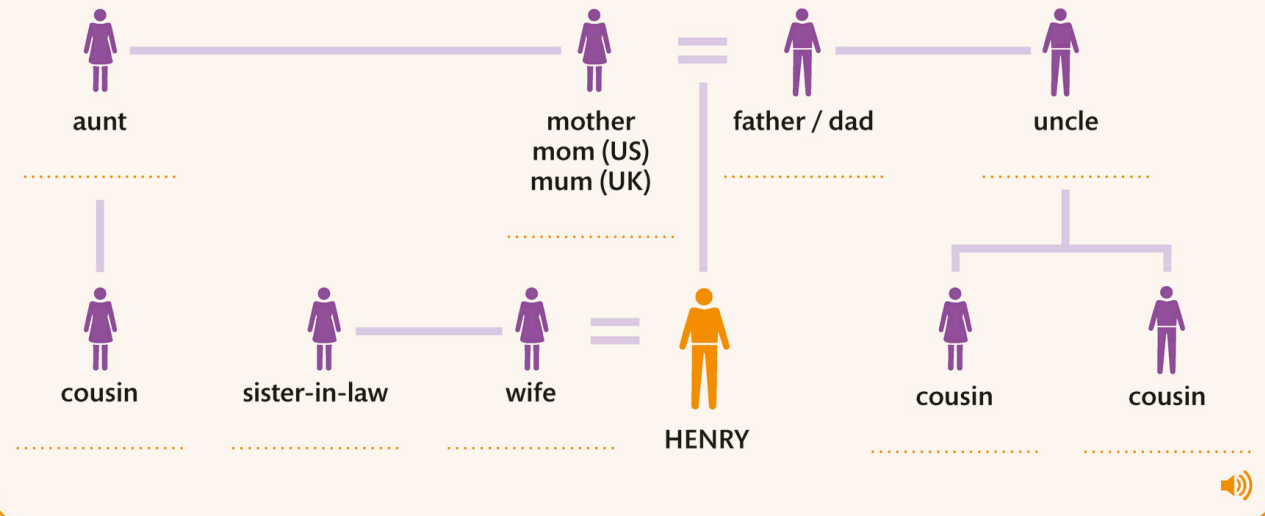 aunt
mother
mom (US)
mum (UK)
father / dad
uncle
cousin
sister-in-law
wife
HENRY
cousin
cousin